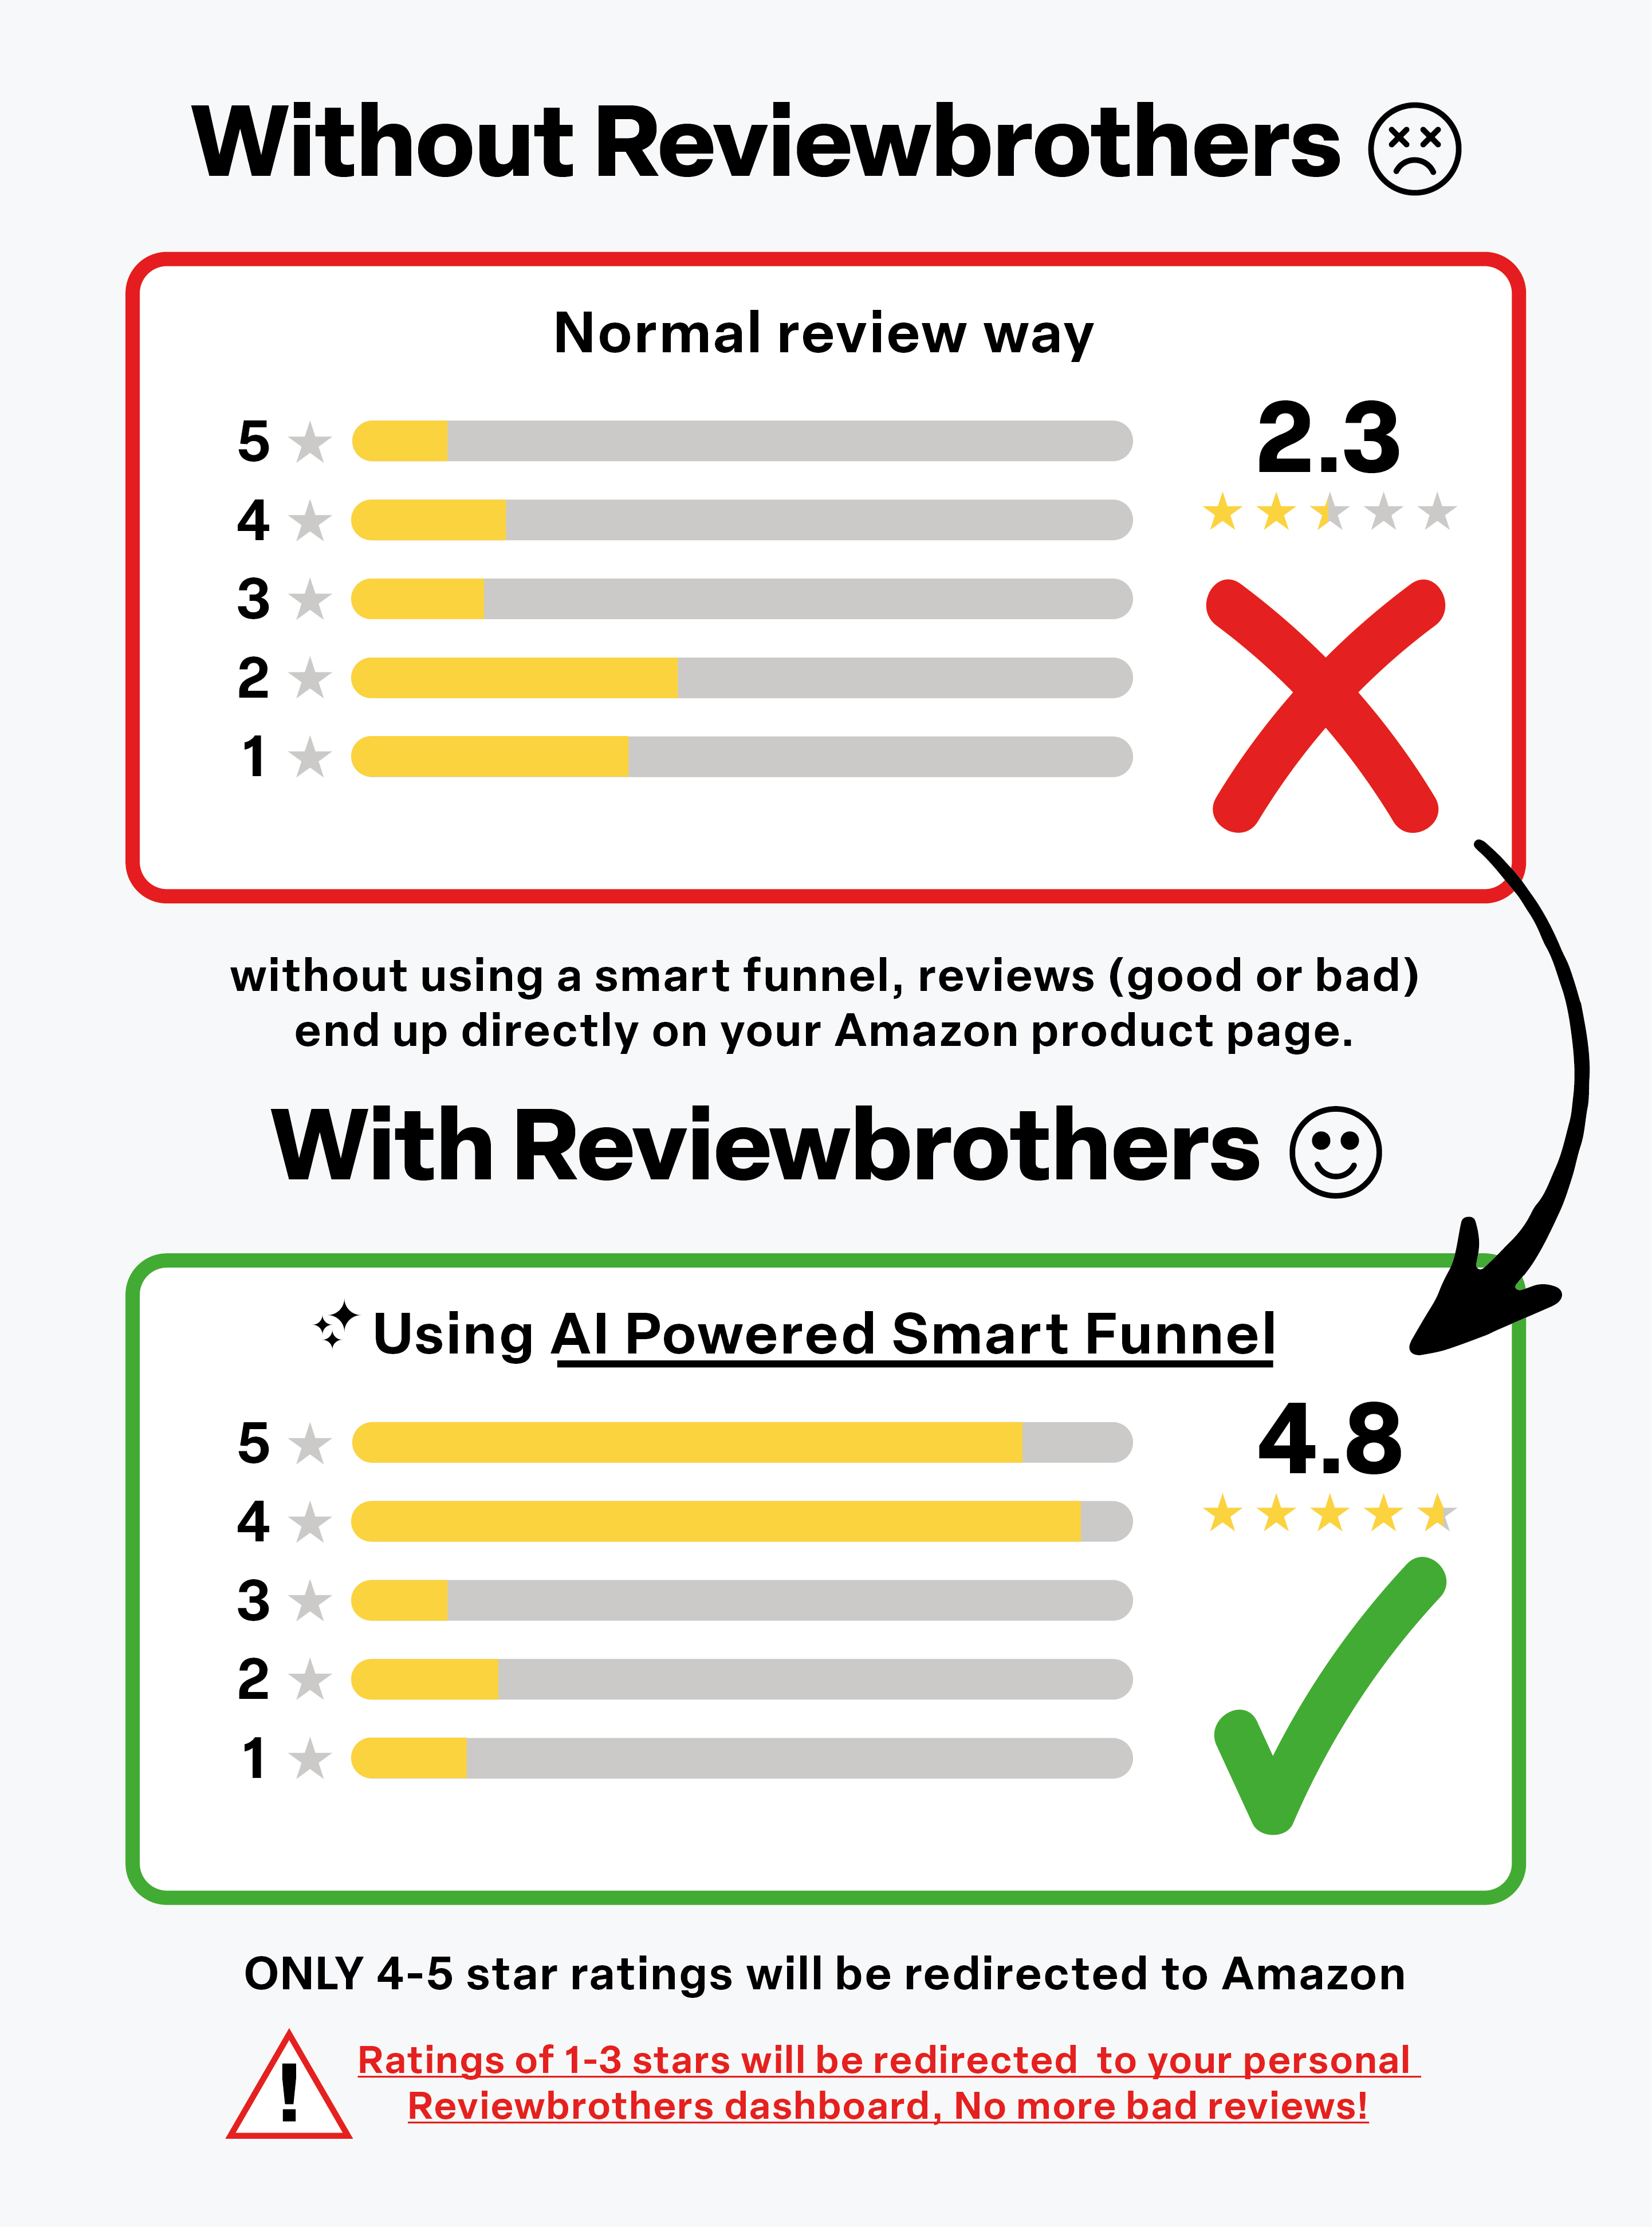 Without Reviewbrothers
Normal review way
5
4
3
2
1
2.3
without using a smart funnel, reviews (good or bad)
end up directly on your Amazon product page.
With Reviewbrothers
Using AI Powered Smart Funnel
5
4
3
2
1
4.8
ONLY 4-5 star ratings will be redirected to Amazon
!
Ratings of 1-3 stars will be redirected to your personal
Reviewbrothers dashboard, No more bad reviews!